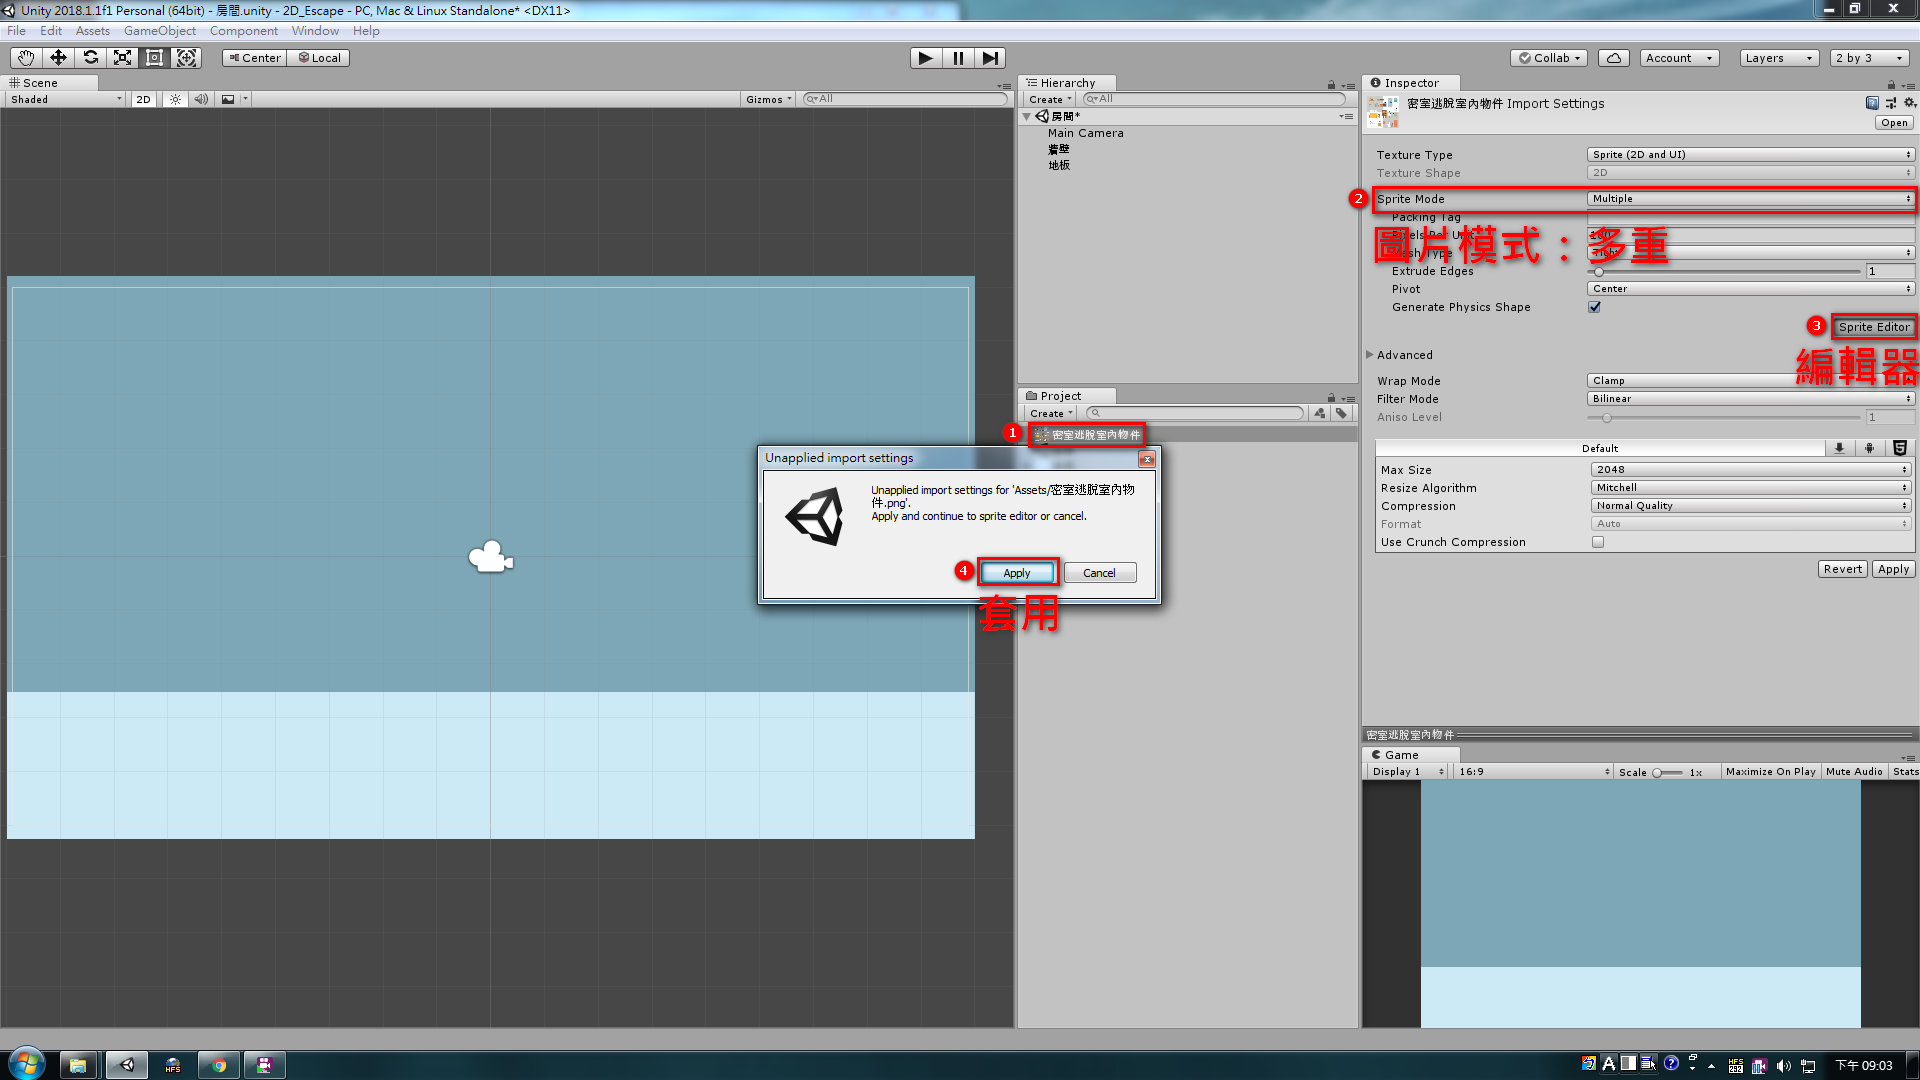 Unity 2018.1.1f1 Personal (64bit) - 房間.unity - 2D_Escape - PC, Mac & Linux Standalone* <DX11>
File Edit Assets GameObject Component Window Help
Center Local
Collab Account Layers 2 by 3
Scene
Shaded 2D Gizmos All
Hierarchy
Create All
房間*
Main Camera
牆壁
地板
Project
Create
1 密室逃脫室內物件
Inspector
密室逃脫室內物件 Import Settings
Open
Texture Type Sprite (2D and UI)
Texture Shape 2D
2 Sprite Mode Multiple
Packing Tag
圖片模式：多重
Extrude Edges 1
Pivot Center
Generate Physics Shape
3 Sprite Editor
編輯器
Advanced
Wrap Mode Clamp
Filter Mode Bilinear
Aniso Level 1
Default
Max Size 2048
Resize Algorithm Mitchell
Compression Normal Quality
Format Auto
Use Crunch Compression
Revert Apply
Unapplied import settings
Unapplied import settings for 'Assets/密室逃脫室內物
件.png'.
Apply and continue to sprite editor or cancel.
4 Apply Cancel
套用
密室逃脫室內物件
Game
Display 1 16:9 Scale 1x Maximize On Play Mute Audio Stats
HFS
A HFS 292 下午 09:03